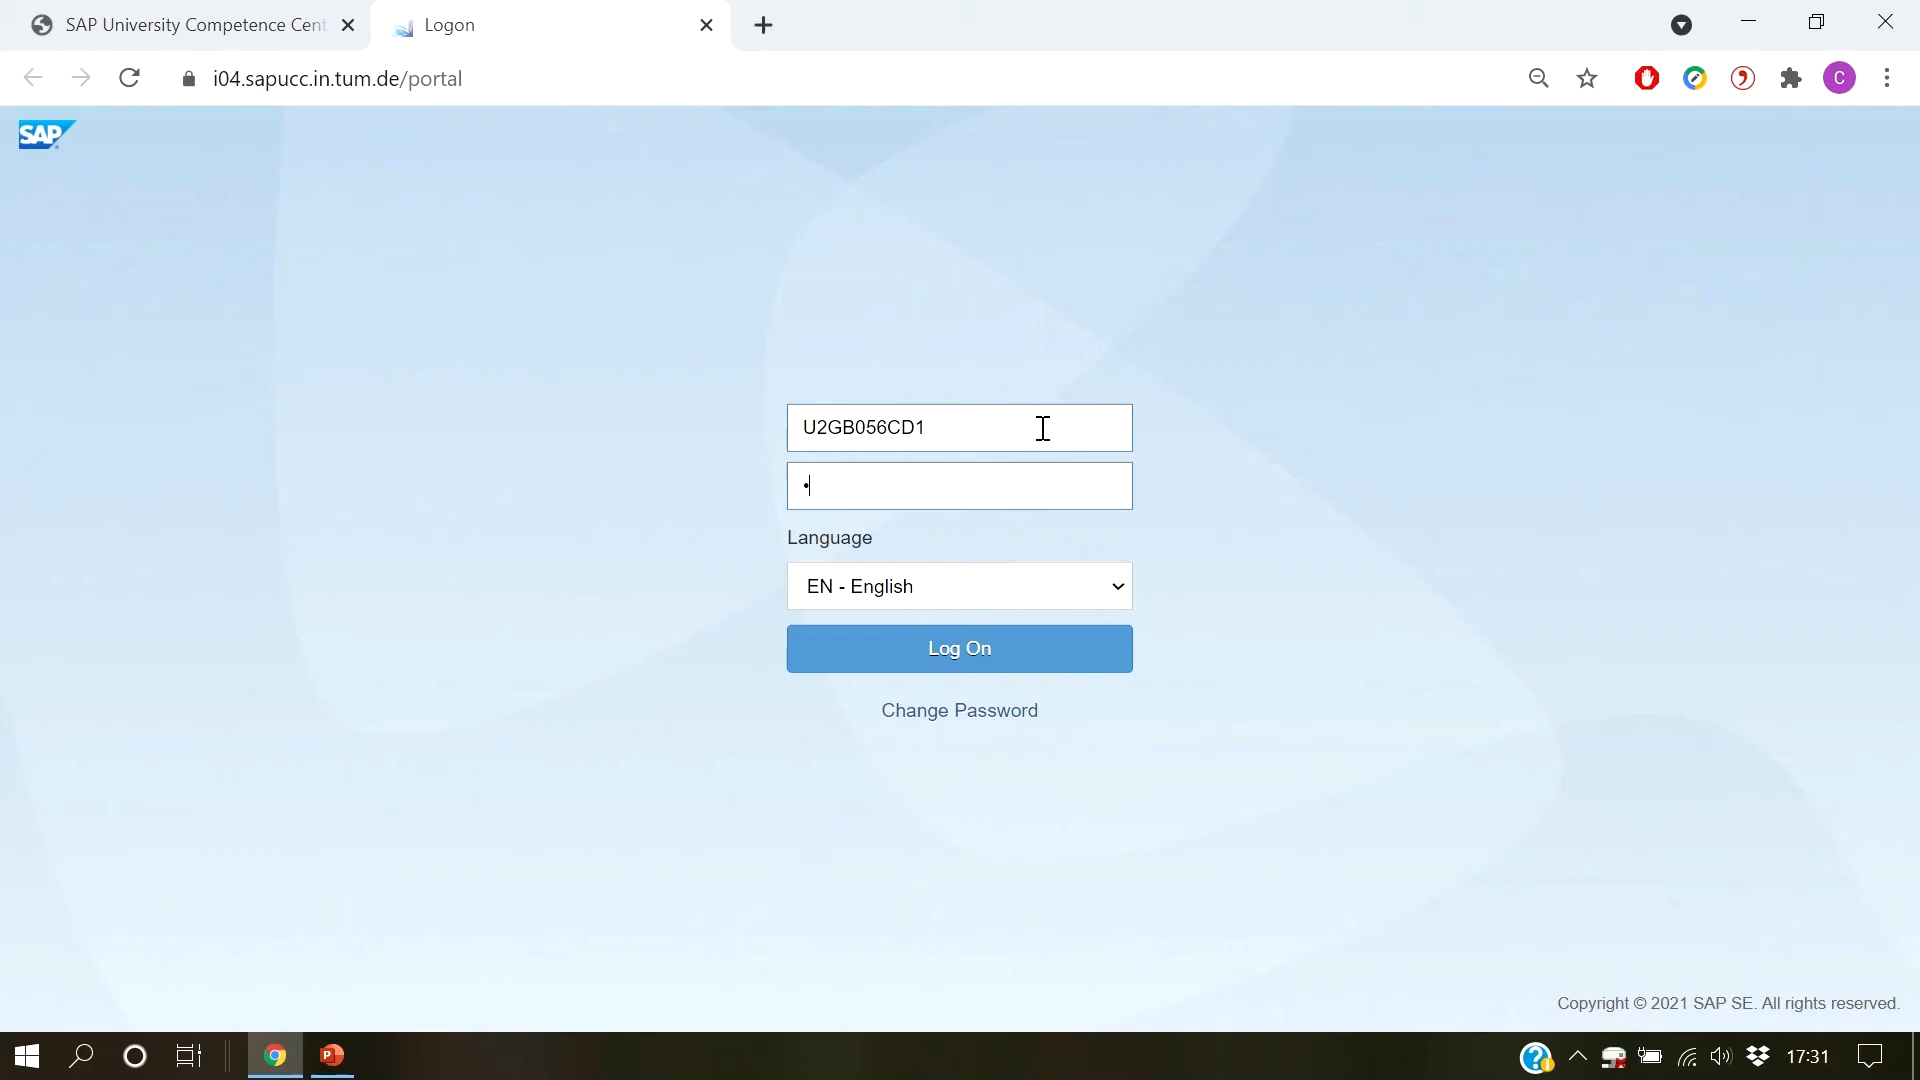 SAP University Competence Cent
Logon
i04.sapucc.in.tum.de/portal
C
SAP
U2GB056CD1
Language
EN - English
Log On
Change Password
Copyright © 2021 SAP SE. All rights reserved.
17:31